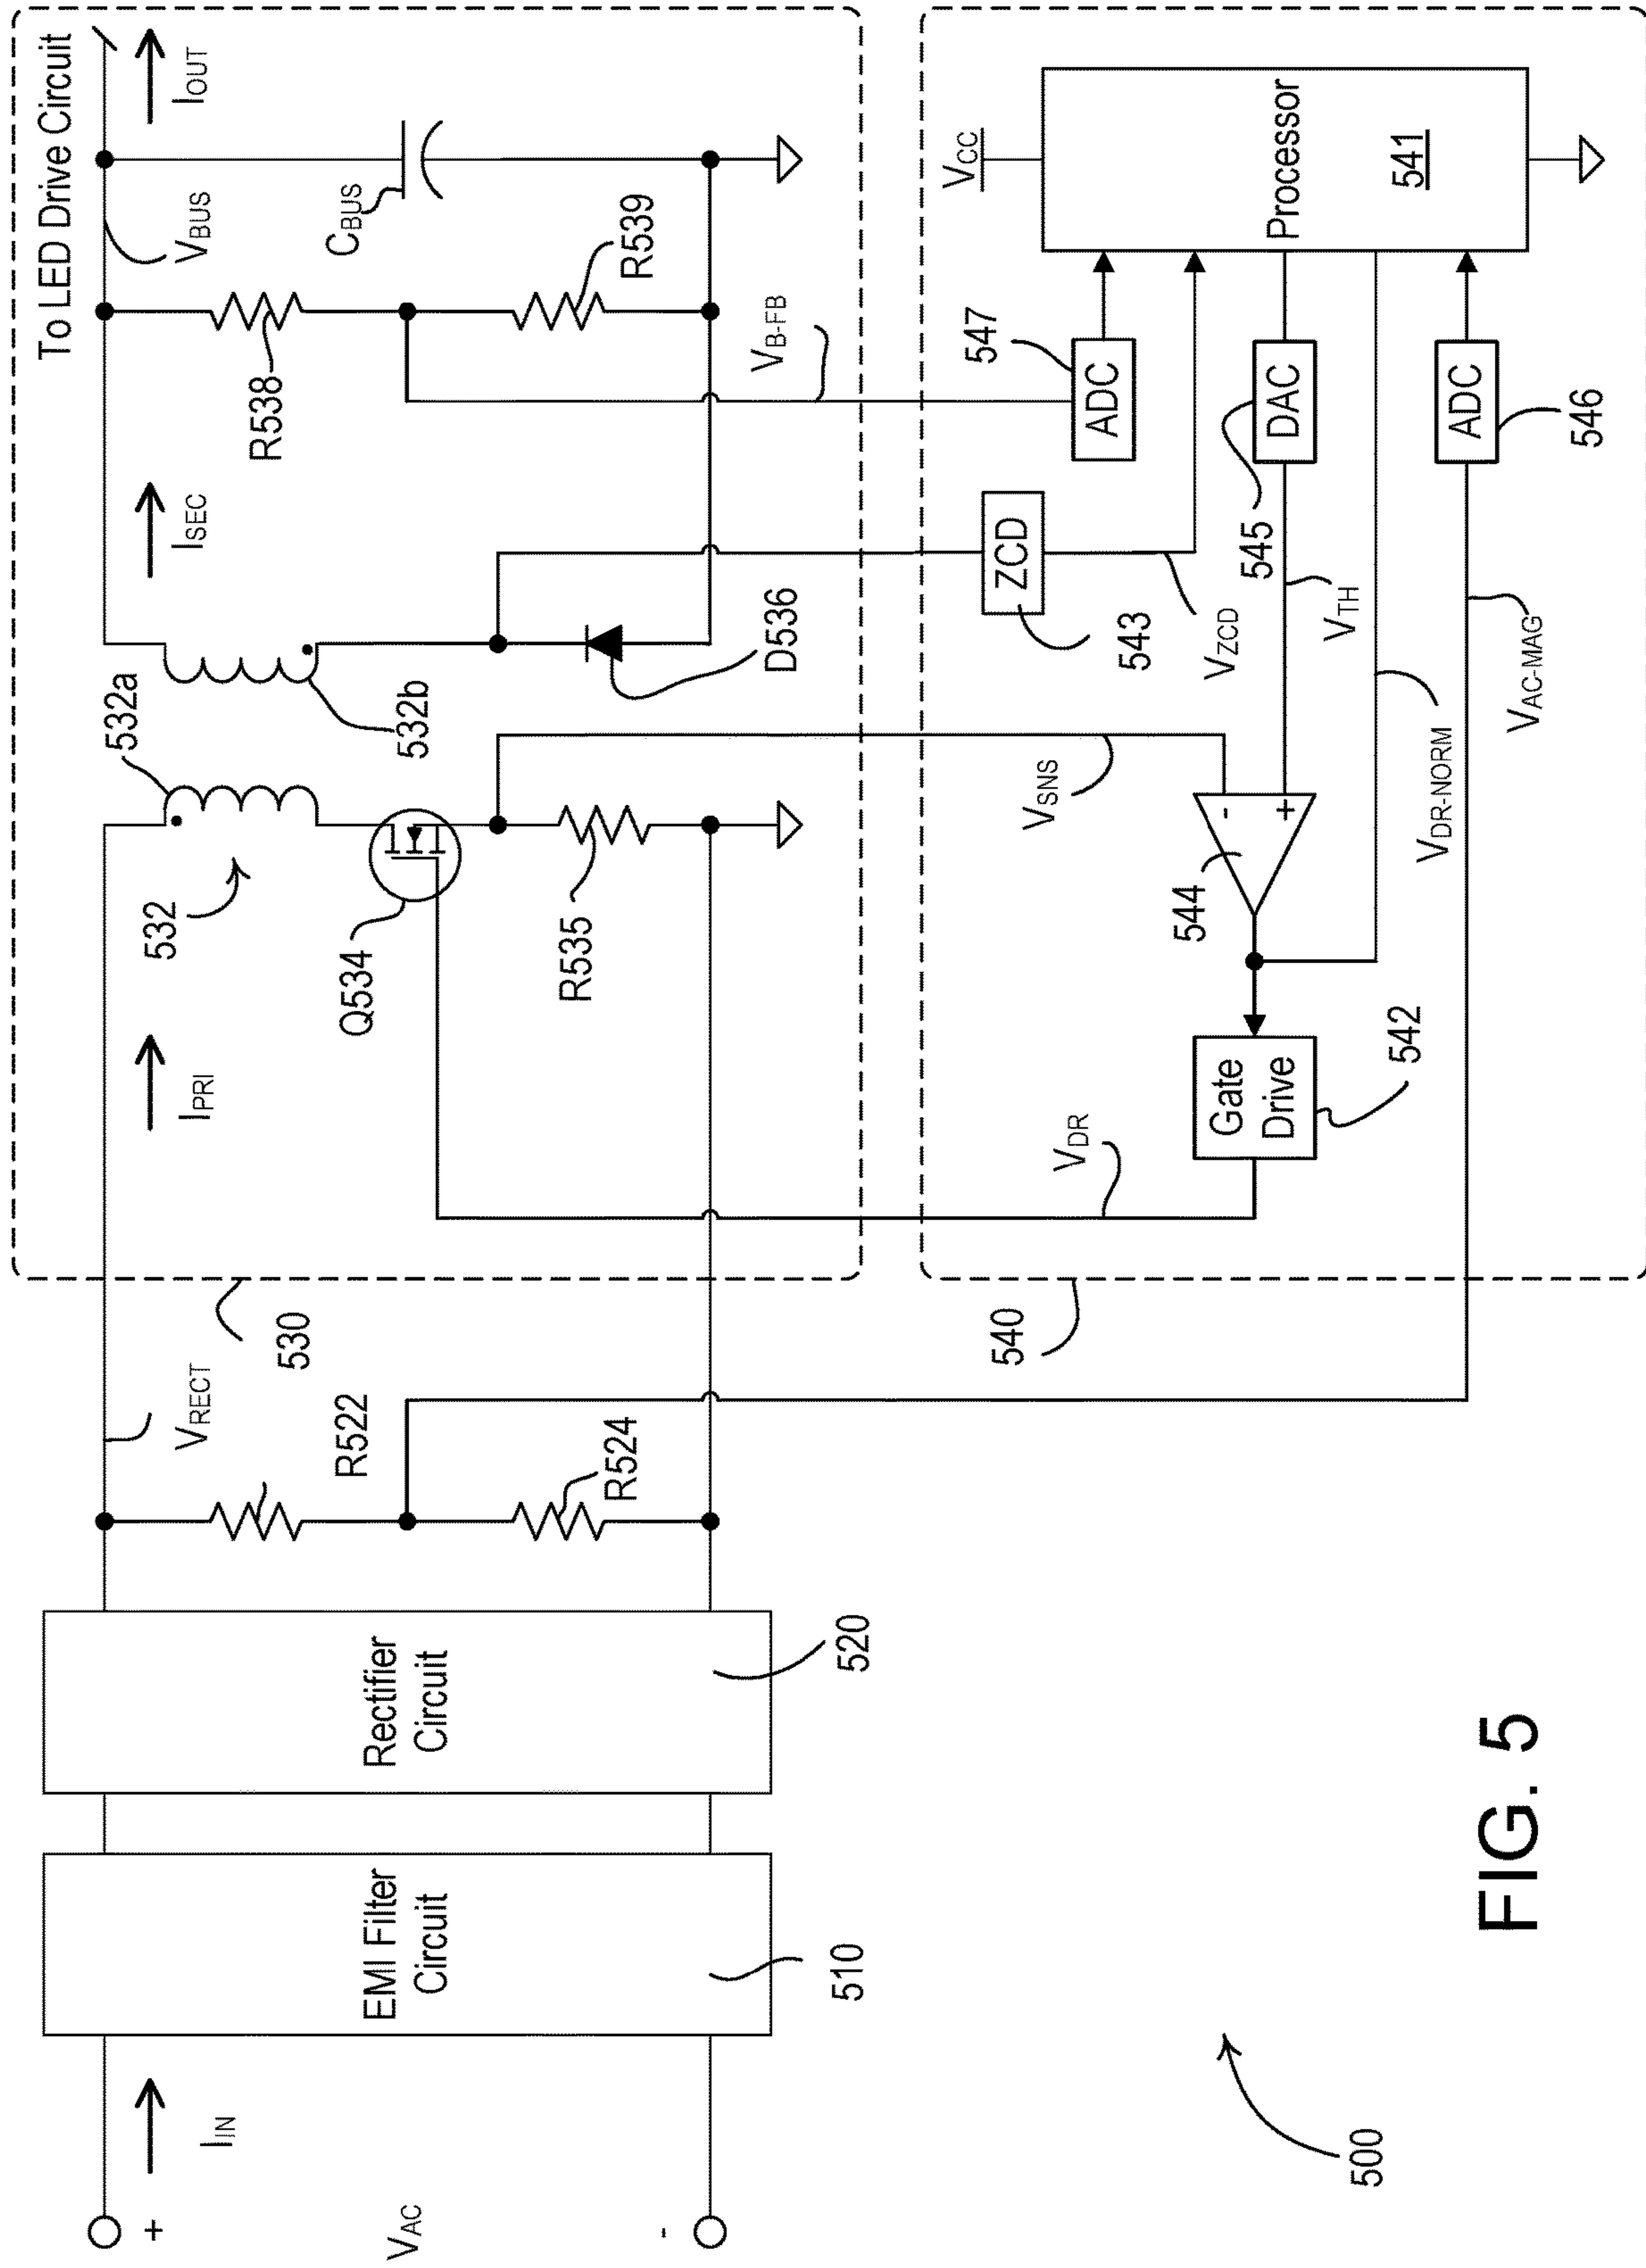 To LED Drive Circuit
IIN
VAC
+
-
EMI Filter
Circuit
510
Rectifier
Circuit
520
VRECT
R522
R524
530
IPRI
532
532a
532b
Q534
R535
ISEC
D536
R538
R539
VBUS
CBUS
IOUT
VB-FB
540
VDR
Gate
Drive
542
544
-
+
VSNS
VDR-NORM
VAC-MAG
VTH
VZCD
ZCD
543
545
DAC
ADC
547
ADC
546
VCC
Processor
541
500
FIG. 5